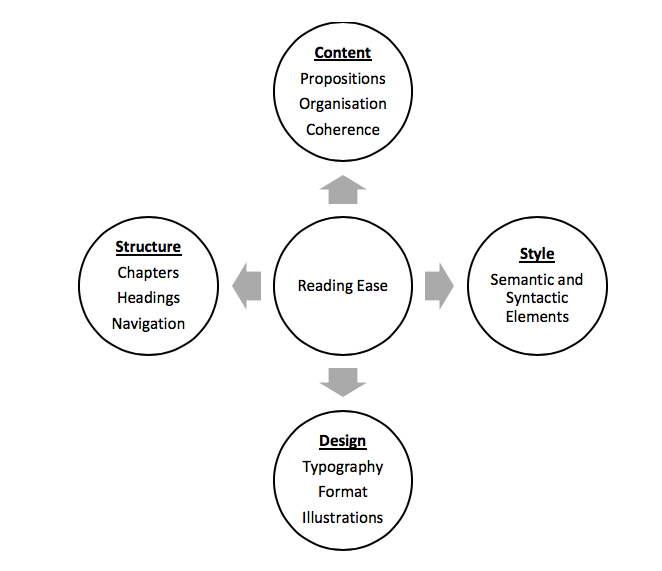 Content
Propositions
Organisation
Coherence
Structure
Chapters
Headings
Navigation
Reading Ease
Style
Semantic and
Syntactic
Elements
Design
Typography
Format
Illustrations